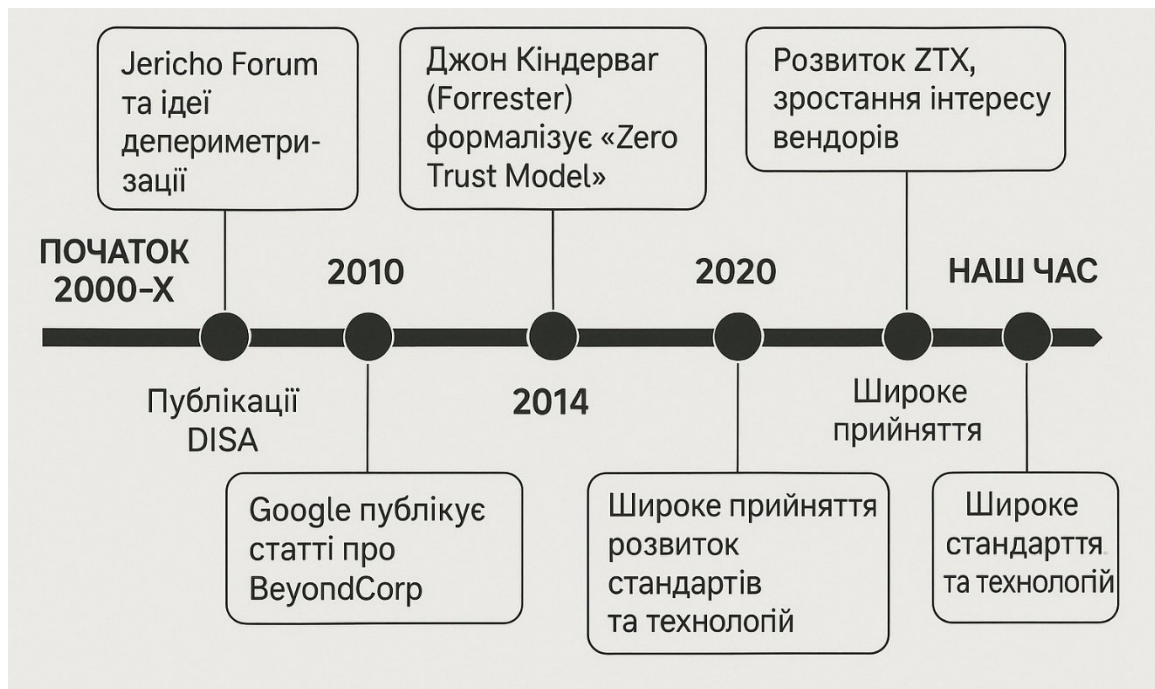 Jericho Forum
та ідеї
депериметри-
зації
Джон Кіндерваг
(Forrester)
формалізує «Zero
Trust Model»
Розвиток ZTX,
зростання інтересу
вендорів
ПОЧАТОК
2000-Х
2010
2020
НАШ ЧАС
Публікації
DISA
2014
Широке
прийняття
Google публікує
статті про
BeyondCorp
Широке прийняття
розвиток
стандартів
та технологій
Широке
стандарття
та технологій